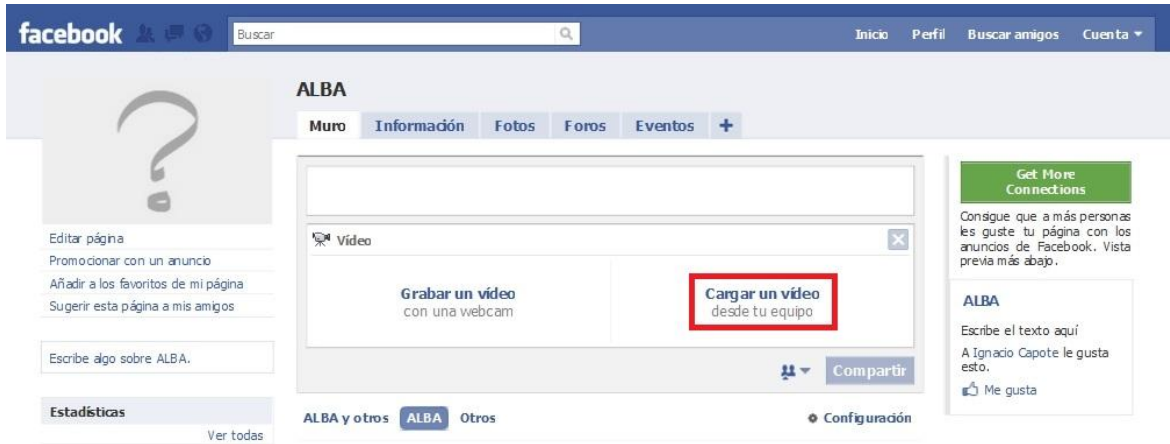 facebook
Buscar
Inicio Perfil Buscar amigos Cuenta
ALBA
Muro Información Fotos Foros Eventos +
Editar página
Promocionar con un anuncio
Añadir a los favoritos de mi página
Sugerir esta página a mis amigos
Escribe algo sobre ALBA.
Estadísticas
Ver todas
Vídeo
Grabar un vídeo
con una webcam
Cargar un vídeo
desde tu equipo
Compartir
ALBA y otros ALBA Otros
Configuración
Get More
Connections
Consigue que a más personas
les guste tu página con los
anuncios de Facebook. Vista
previa más abajo.
ALBA
Escribe el texto aquí
A Ignacio Capote le gusta
esto.
Me gusta